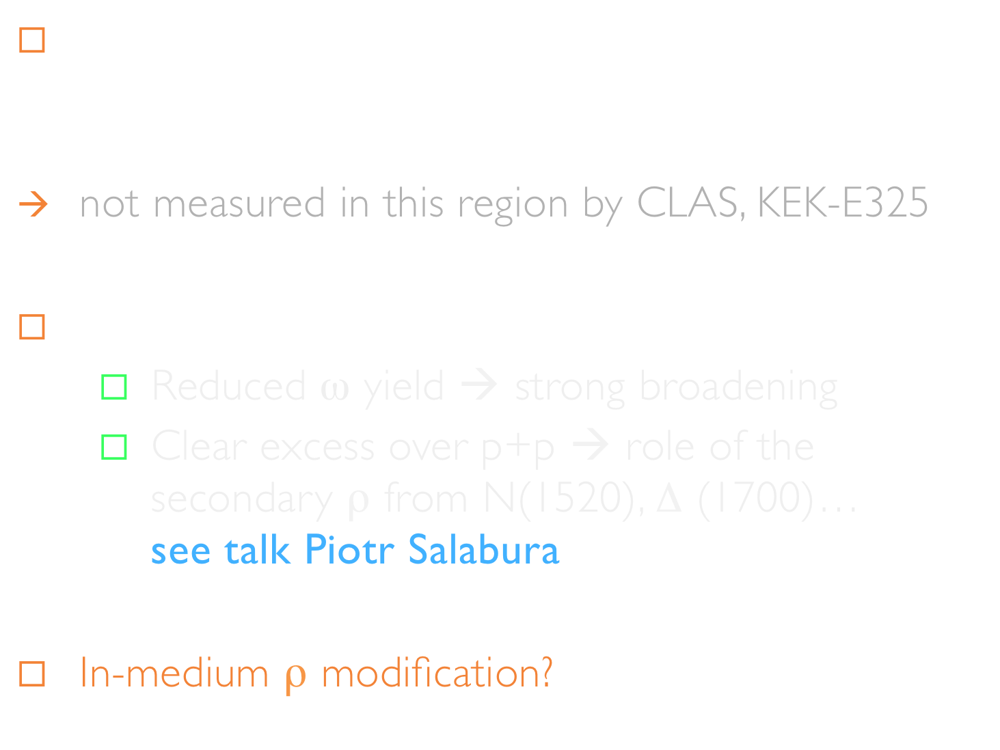 → not measured in this region by CLAS, KEK-E325
Reduced ω yield → strong broadening
Clear excess over p+p → role of the
secondary ρ from N(1520), Δ (1700)…
see talk Piotr Salabura
In-medium ρ modification?